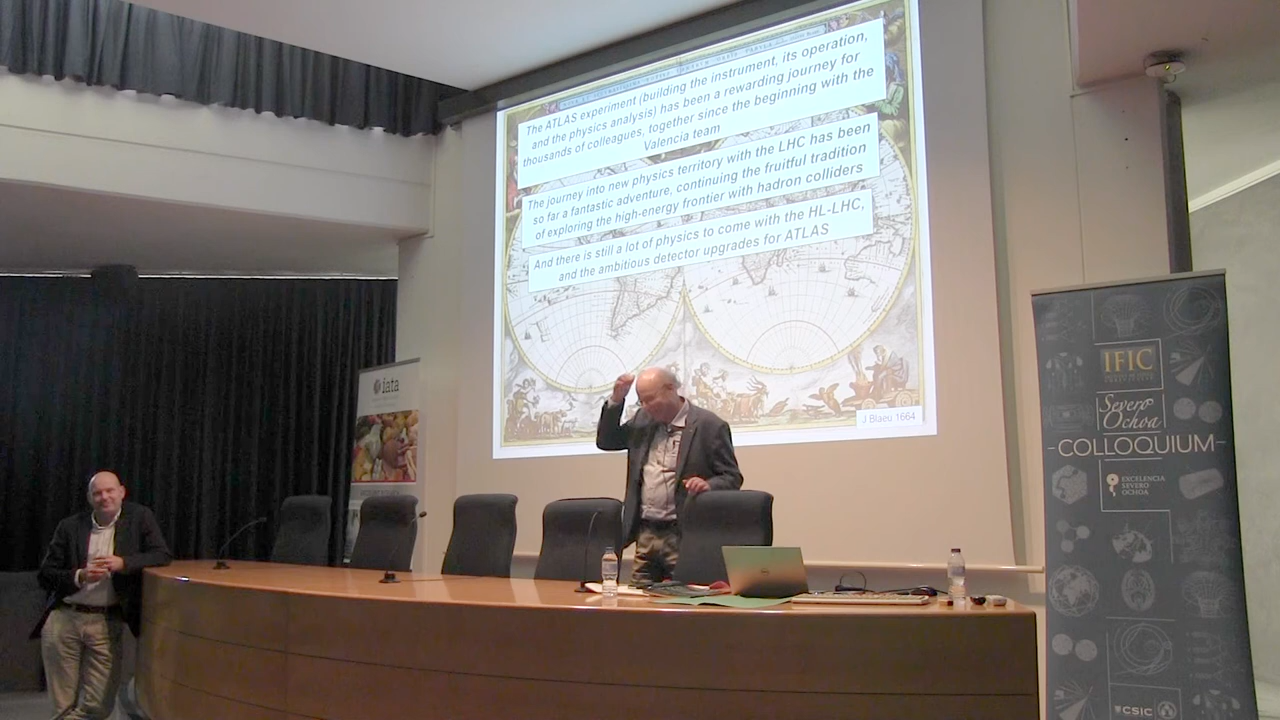 The ATLAS experiment (building the instrument, its operation,
and the physics analysis) has been a rewarding journey for
thousands of colleagues, together since the beginning with the
Valencia team
The journey into new physics territory with the LHC has been
so far a fantastic adventure, continuing the fruitful tradition
of exploring the high-energy frontier with hadron colliders
And there is still a lot of physics to come with the HL-LHC,
and the ambitious detector upgrades for ATLAS
J Blaeu 1664
iata
IFIC
Severo
Ochoa
COLLOQUIUM
EXCELENCIA
SEVERO
OCHOA
CSIC